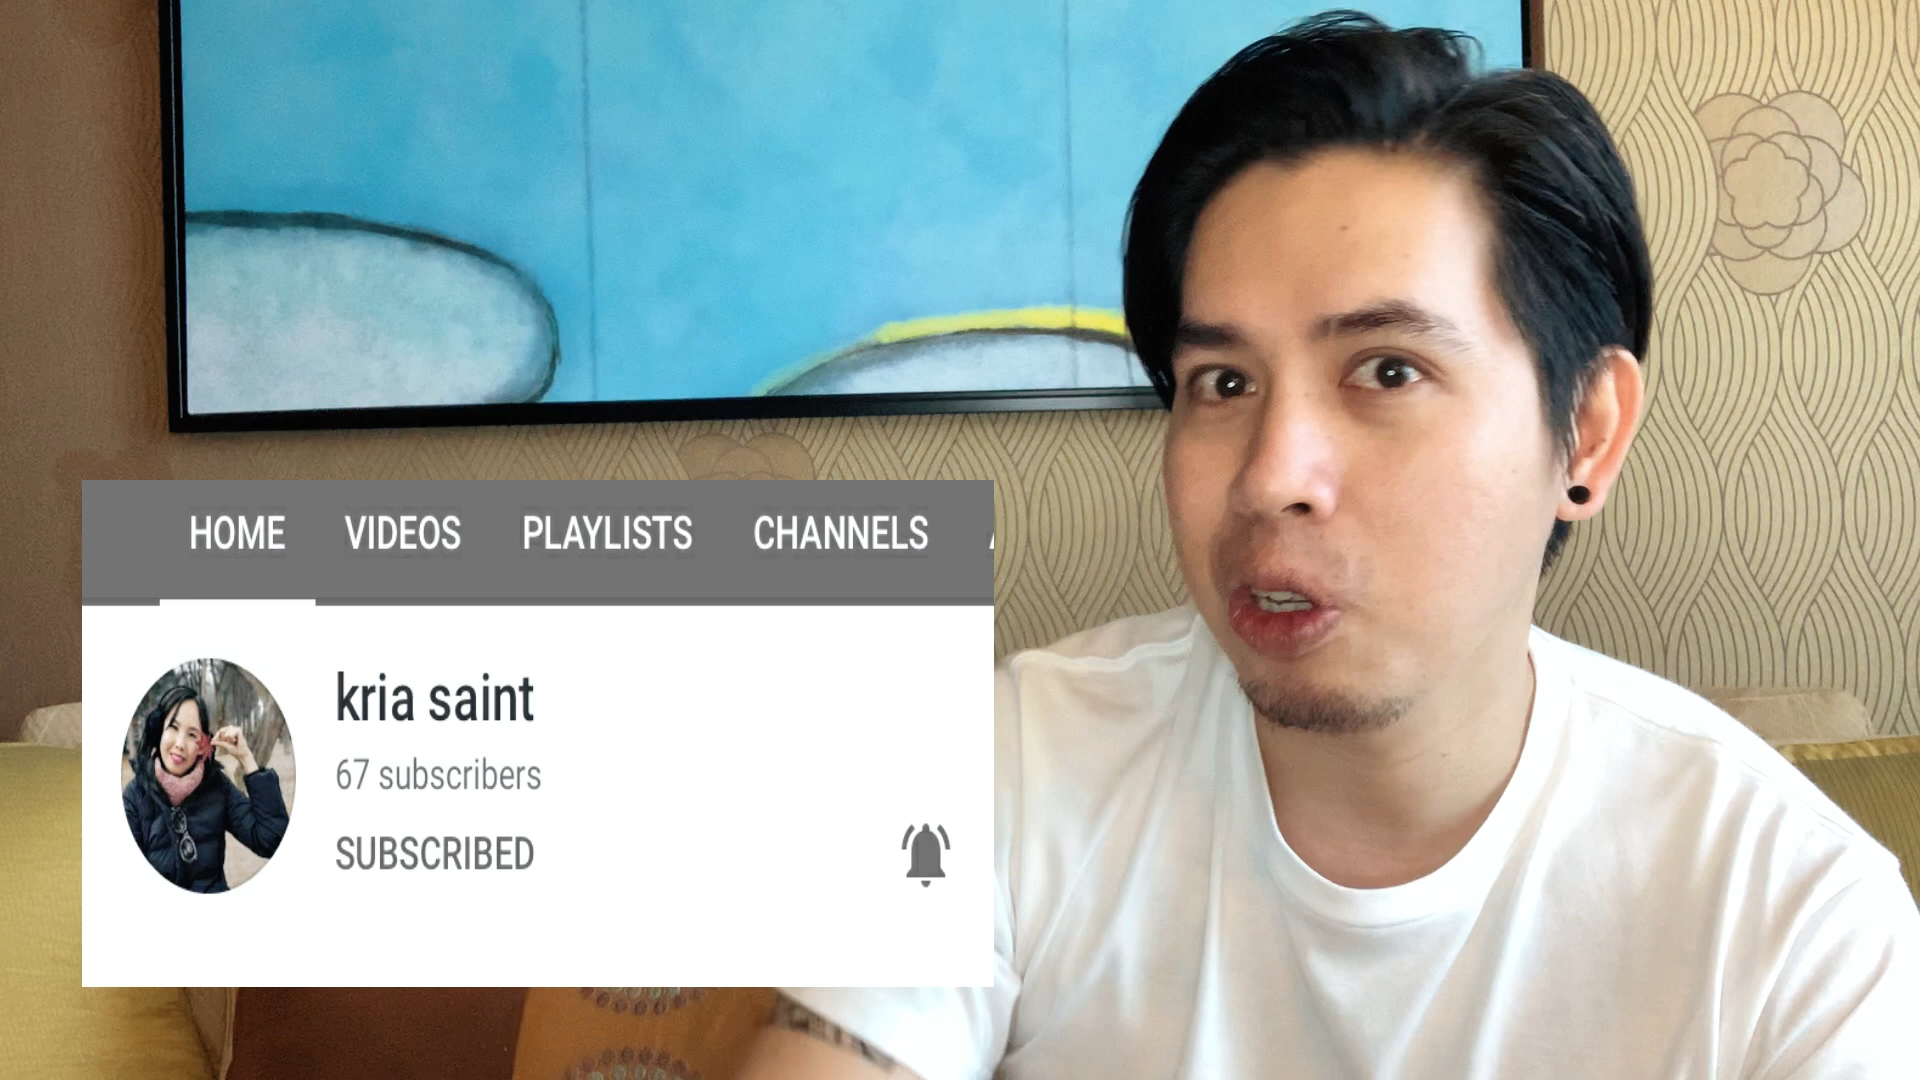 HOME VIDEOS PLAYLISTS CHANNELS
kria saint
67 subscribers
SUBSCRIBED